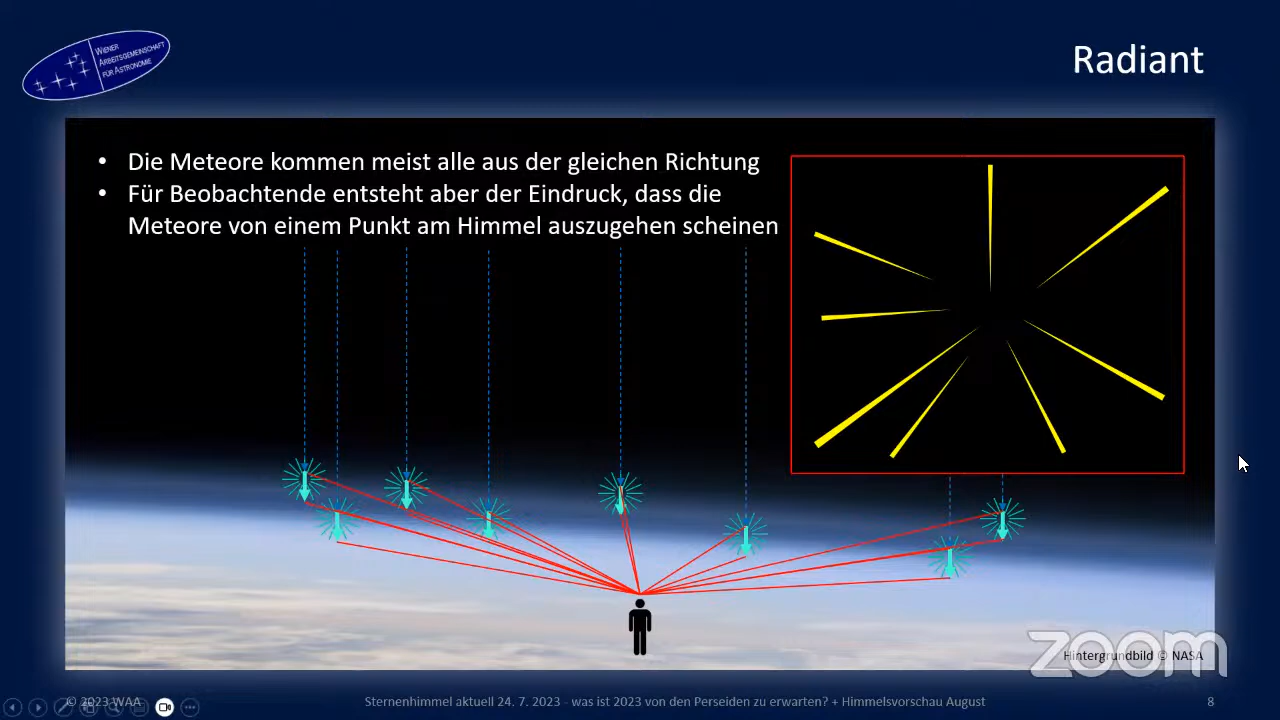 WIENER
ARBEITSGEMEINSCHAFT
FÜR ASTRONOMIE
Radiant
• Die Meteore kommen meist alle aus der gleichen Richtung
• Für Beobachtende entsteht aber der Eindruck, dass die
Meteore von einem Punkt am Himmel auszugehen scheinen
zoom
Hintergrundbild © NASA
© 2023 WAA
Sternenhimmel aktuell 24. 7. 2023 - was ist 2023 von den Perseiden zu erwarten? + Himmelsvorschau August
8